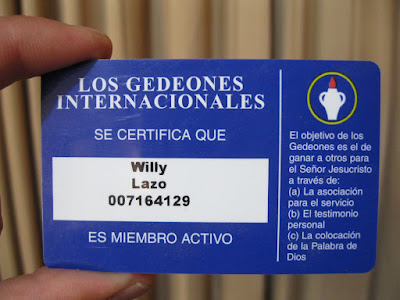 LOS GEDEONES
INTERNACIONALES
SE CERTIFICA QUE
Willy
Lazo
007164129
ES MIEMBRO ACTIVO
El objetivo de los
Gedeones es el de
ganar a otros para
el Señor Jesucristo
a través de:
(a) La asociación
para el servicio
(b) El testimonio
personal
(c) La colocación
de la Palabra de
Dios